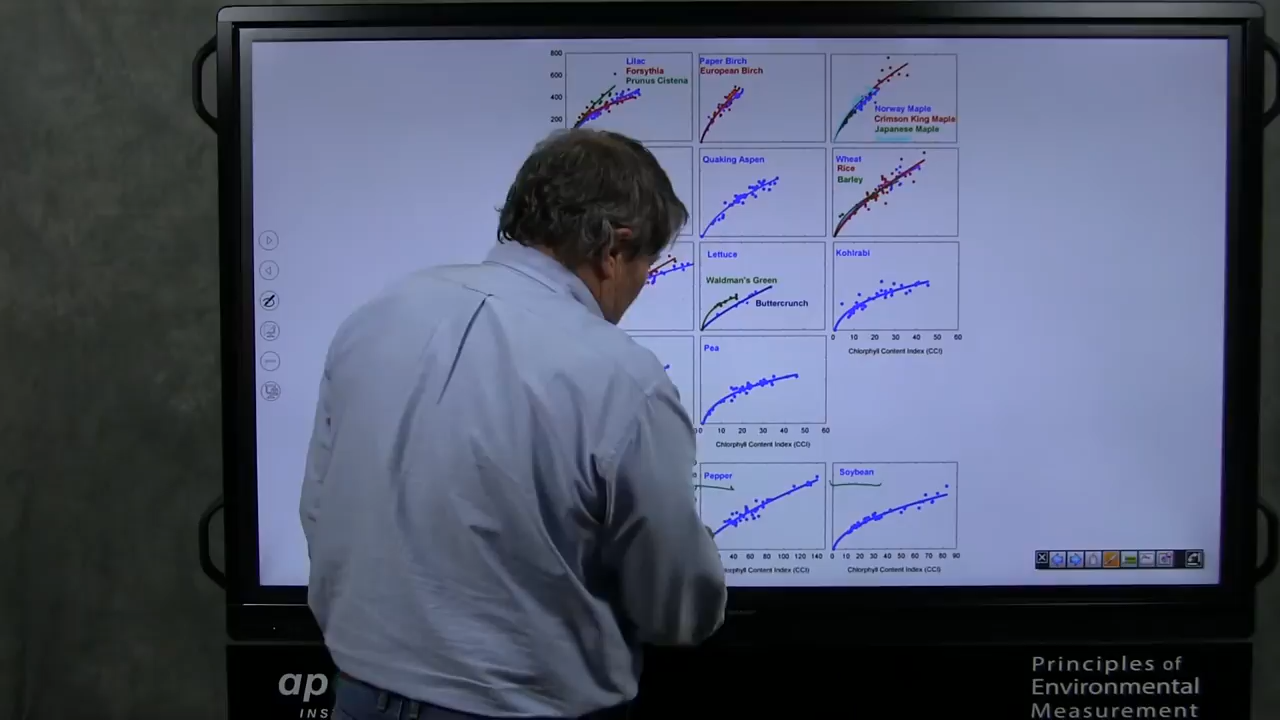 800
600
400
200
Lilac
Forsythia
Prunus Cistena
Paper Birch
European Birch
Norway Maple
Crimson King Maple
Japanese Maple
Quaking Aspen
Wheat
Rice
Barley
Lettuce
Waldman's Green
Buttercrunch
Kohlrabi
0 10 20 30 40 50 60
Chlorphyll Content Index (CCI)
Pea
0 10 20 30 40 50 60
Chlorphyll Content Index (CCI)
Pepper
40 60 80 100 120 140
Content Index (CCI)
Soybean
0 10 20 30 40 50 60 70 80 90
Chlorphyll Content Index (CCI)
ap
INS
Principles of
Environmental
Measurement